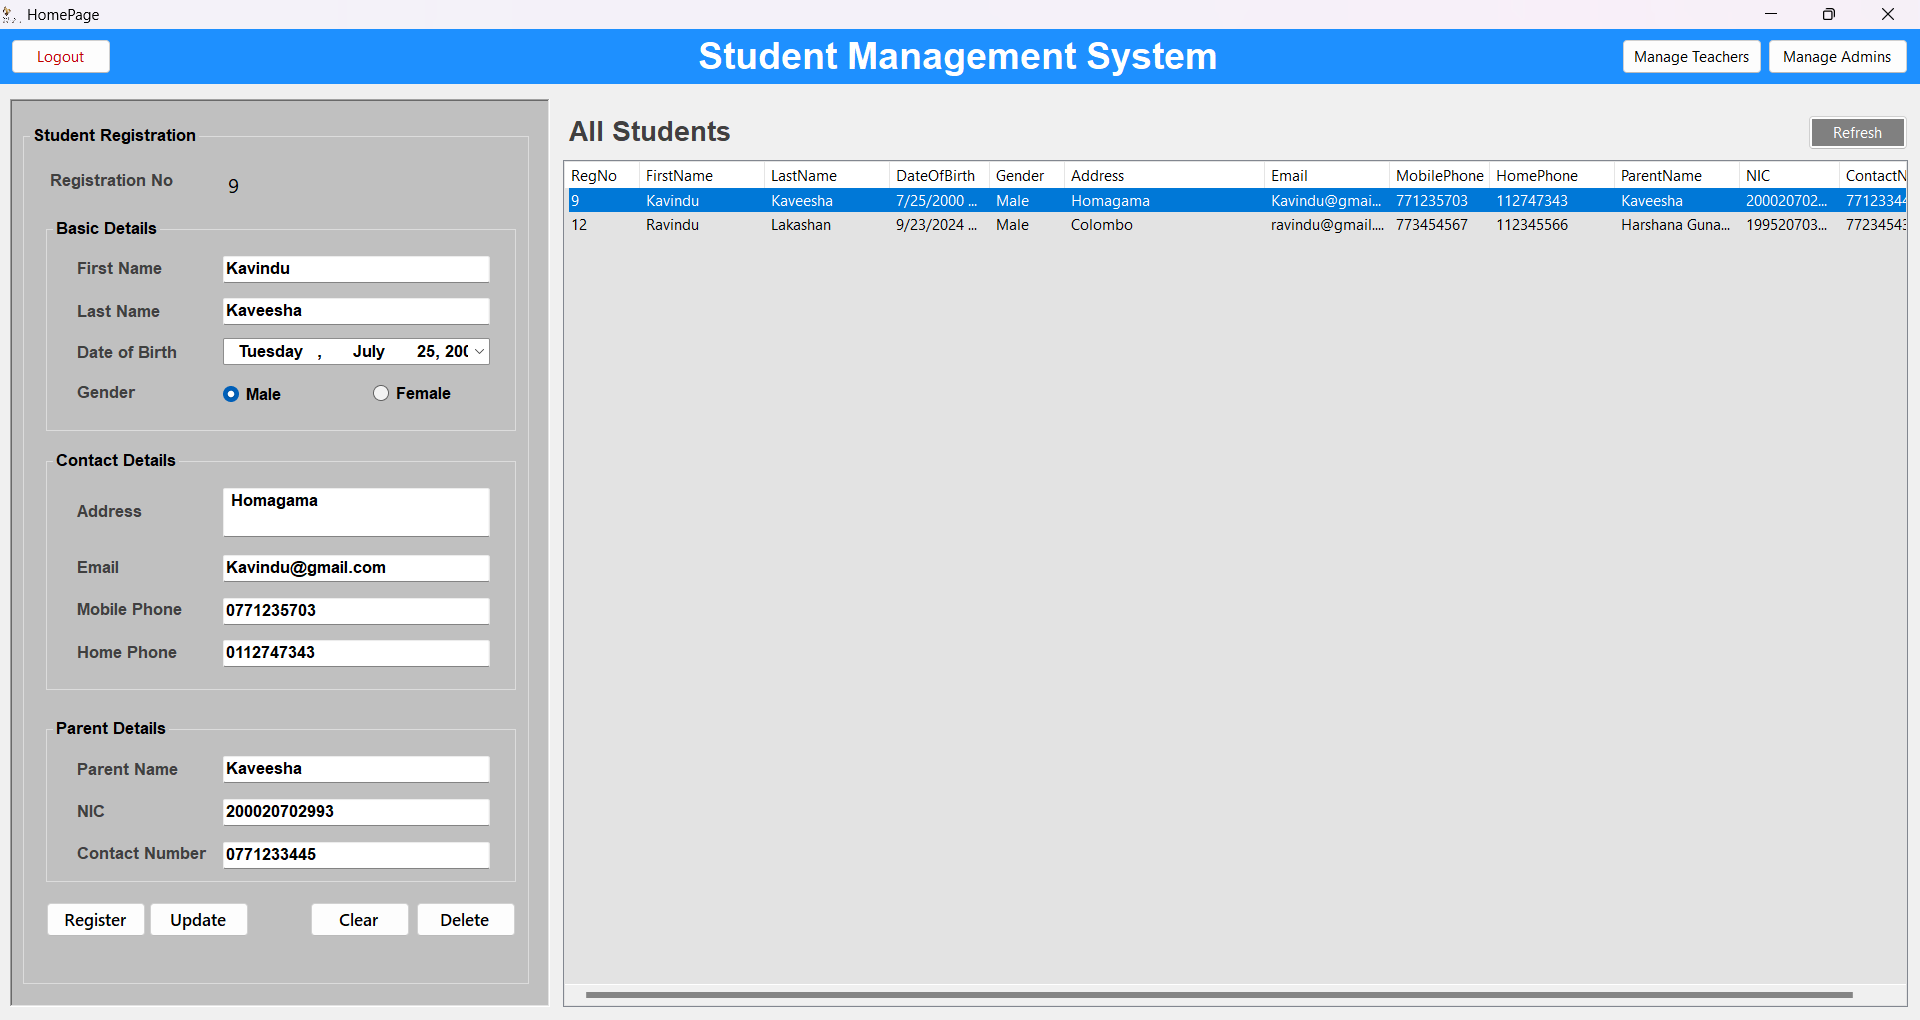 HomePage
Logout
Student Management System
Manage Teachers
Manage Admins
Student Registration
Registration No 9
Basic Details
First Name Kavindu
Last Name Kaveesha
Date of Birth Tuesday , July 25, 200
Gender Male Female
Contact Details
Address Homagama
Email Kavindu@gmail.com
Mobile Phone 0771235703
Home Phone 0112747343
Parent Details
Parent Name Kaveesha
NIC 200020702993
Contact Number 0771233445
Register Update Clear Delete
All Students
Refresh
RegNo FirstName LastName DateOfBirth Gender Address Email MobilePhone HomePhone ParentName NIC ContactN
9 Kavindu Kaveesha 7/25/2000 ... Male Homagama Kavindu@gmai... 771235703 112747343 Kaveesha 200020702... 7712334
12 Ravindu Lakashan 9/23/2024 ... Male Colombo ravindu@gmail.... 773454567 112345566 Harshana Guna... 199520703... 7723454